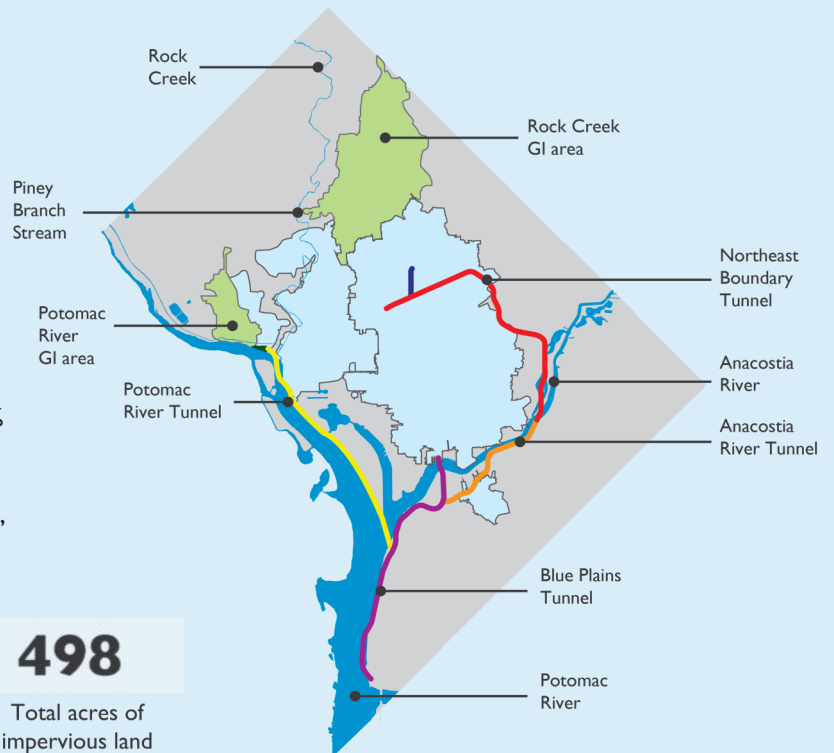 Rock
Creek
Rock Creek
GI area
Piney
Branch
Stream
Northeast
Boundary
Tunnel
Potomac
River
GI area
Anacostia
River
Potomac
River Tunnel
Anacostia
River Tunnel
,
Blue Plains
Tunnel
498
Total acres of
impervious land
Potomac
River